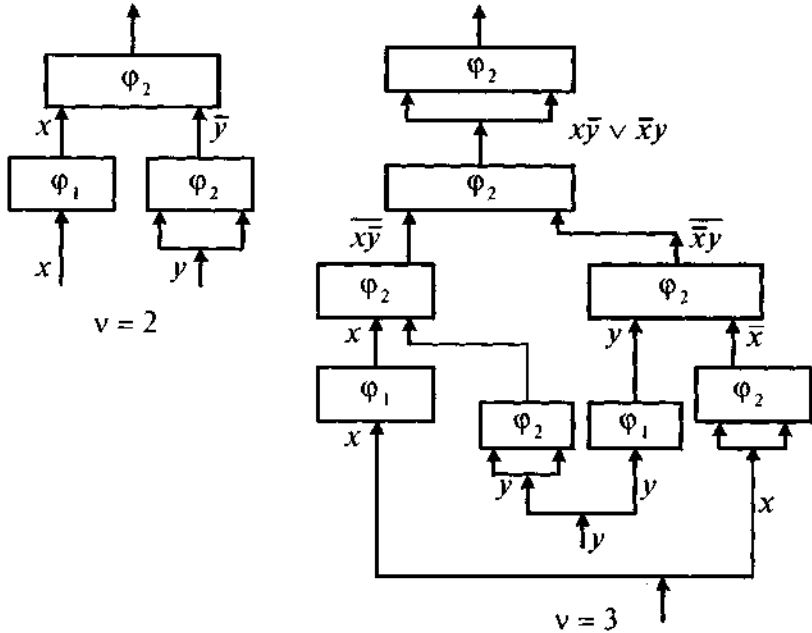 φ₂
x ȳ
φ₁ φ₂
x y
ν = 2
φ₂
xȳ ∨ x̄y
φ₂
x̅ȳ̅ x̅̄y̅
φ₂ φ₂
x y x̄
φ₁ φ₂ φ₁ φ₂
x y y x
y
ν = 3